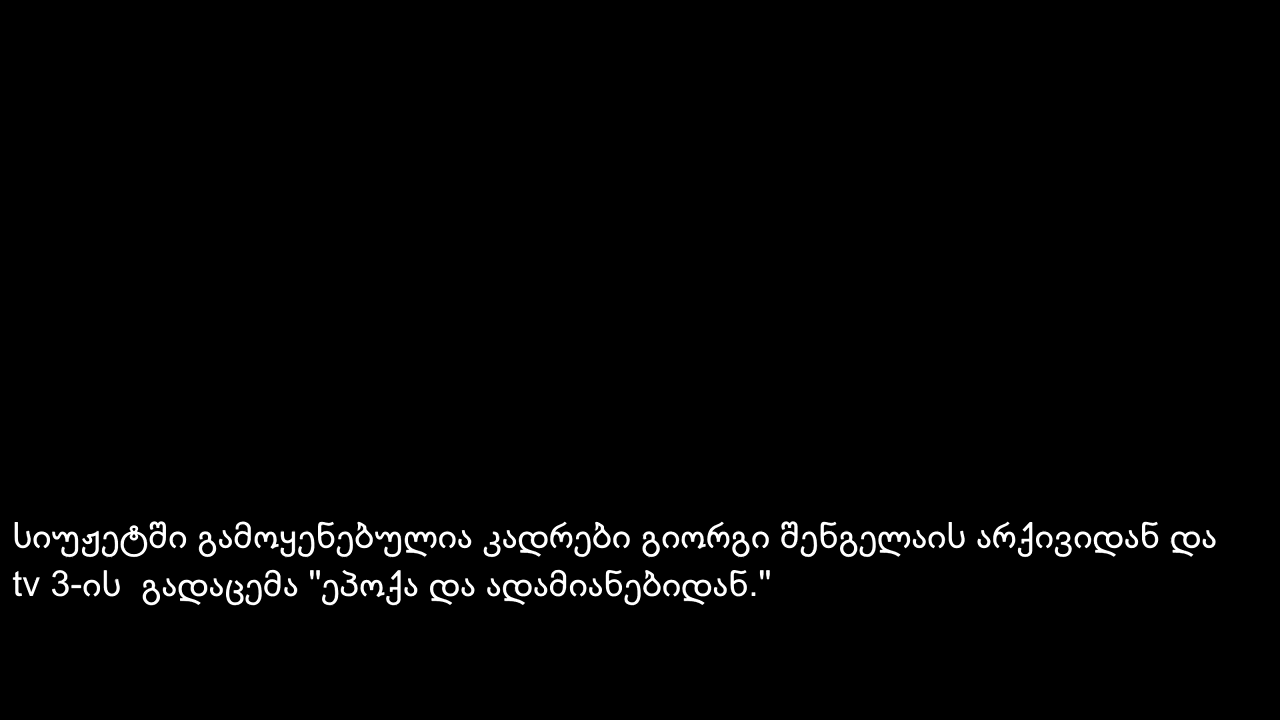 სიუჟეტში გამოყენებულია კადრები გიორგი შენგელაის არქივიდან და
tv 3-ის  გადაცემა "ეპოქა და ადამიანებიდან."